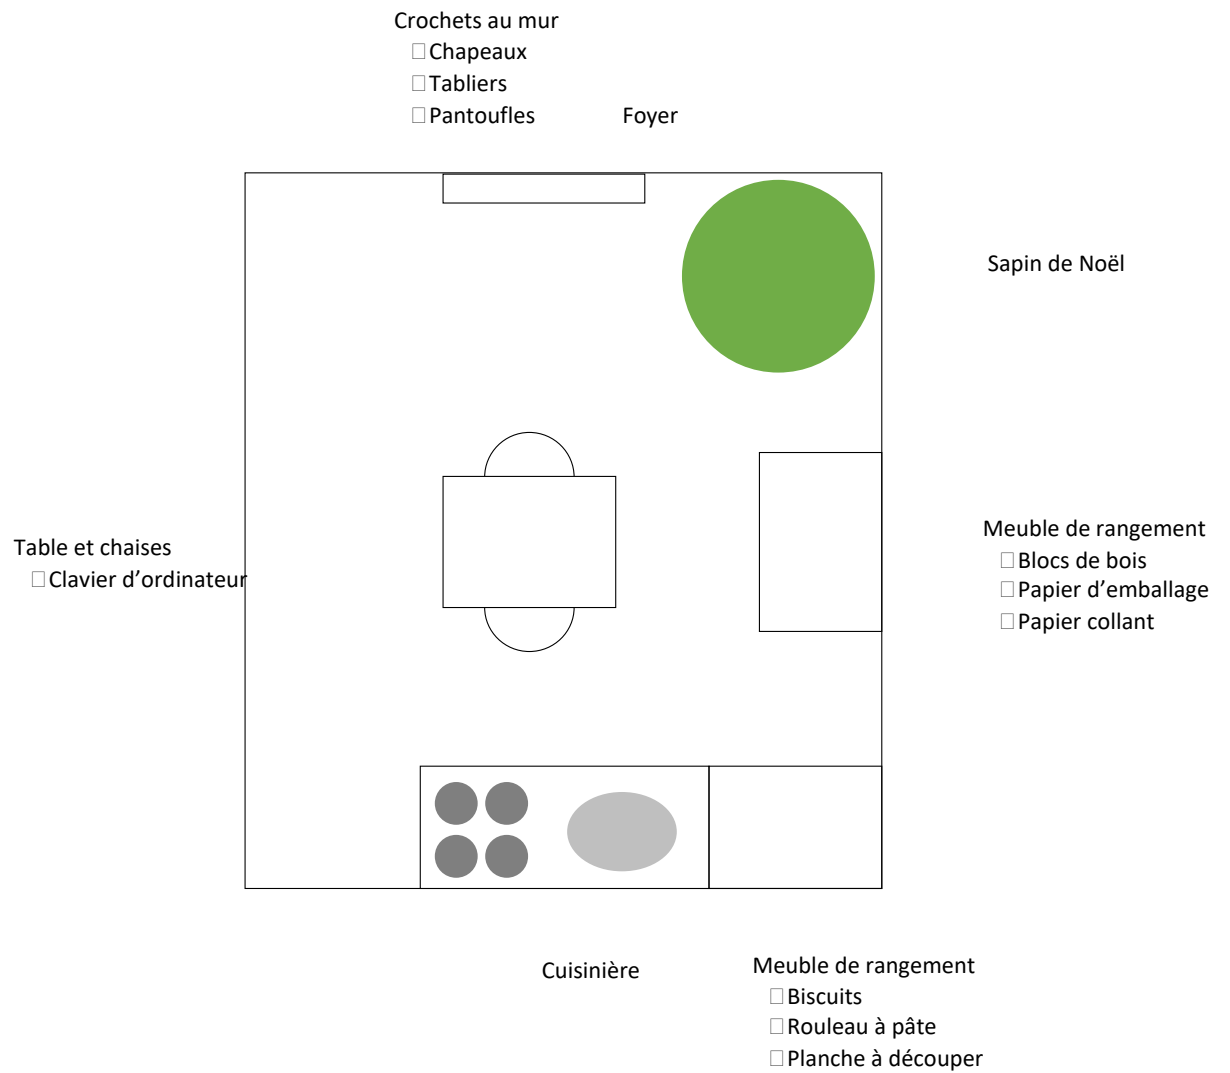 Crochets au mur
□ Chapeaux
□ Tabliers
□ Pantoufles
Foyer
Sapin de Noël
Table et chaises
□ Clavier d’ordinateur
Meuble de rangement
□ Blocs de bois
□ Papier d’emballage
□ Papier collant
Cuisinière
Meuble de rangement
□ Biscuits
□ Rouleau à pâte
□ Planche à découper